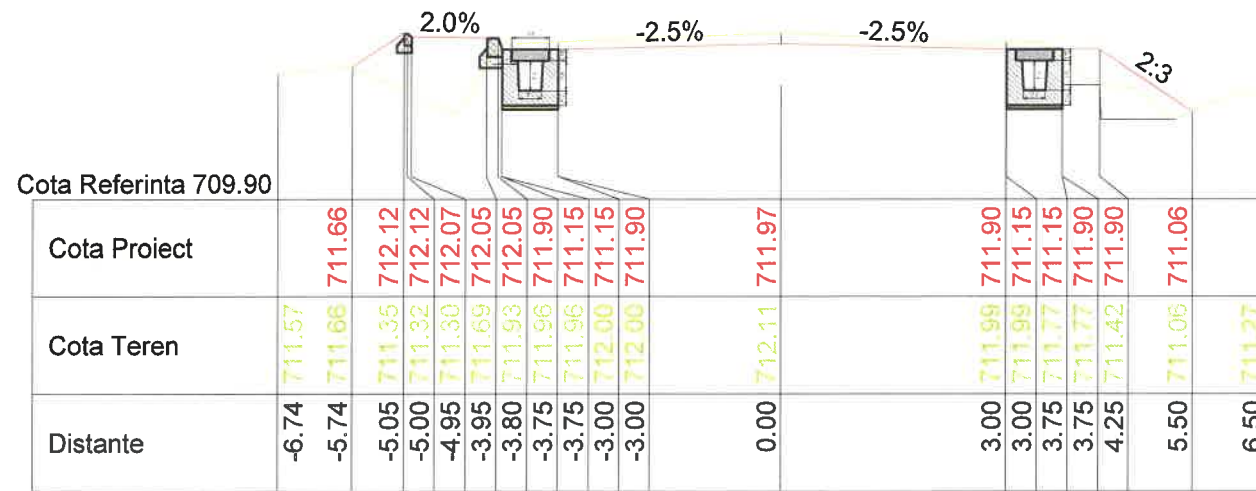 2.0%
-2.5%
-2.5%
2:3
Cota Referinta 709.90
Cota Proiect 711.66 712.12 712.12 712.07 712.05 712.05 711.90 711.15 711.15 711.90 711.97 711.90 711.15 711.15 711.90 711.90 711.06
Cota Teren 711.57 711.66 711.35 711.32 711.30 711.69 711.93 711.96 711.96 712.00 712.00 712.11 711.99 711.99 711.77 711.77 711.42 711.06 711.27
Distante -6.74 -5.74 -5.05 -5.00 -4.95 -3.95 -3.80 -3.75 -3.75 -3.00 -3.00 0.00 3.00 3.00 3.75 3.75 4.25 5.50 6.50